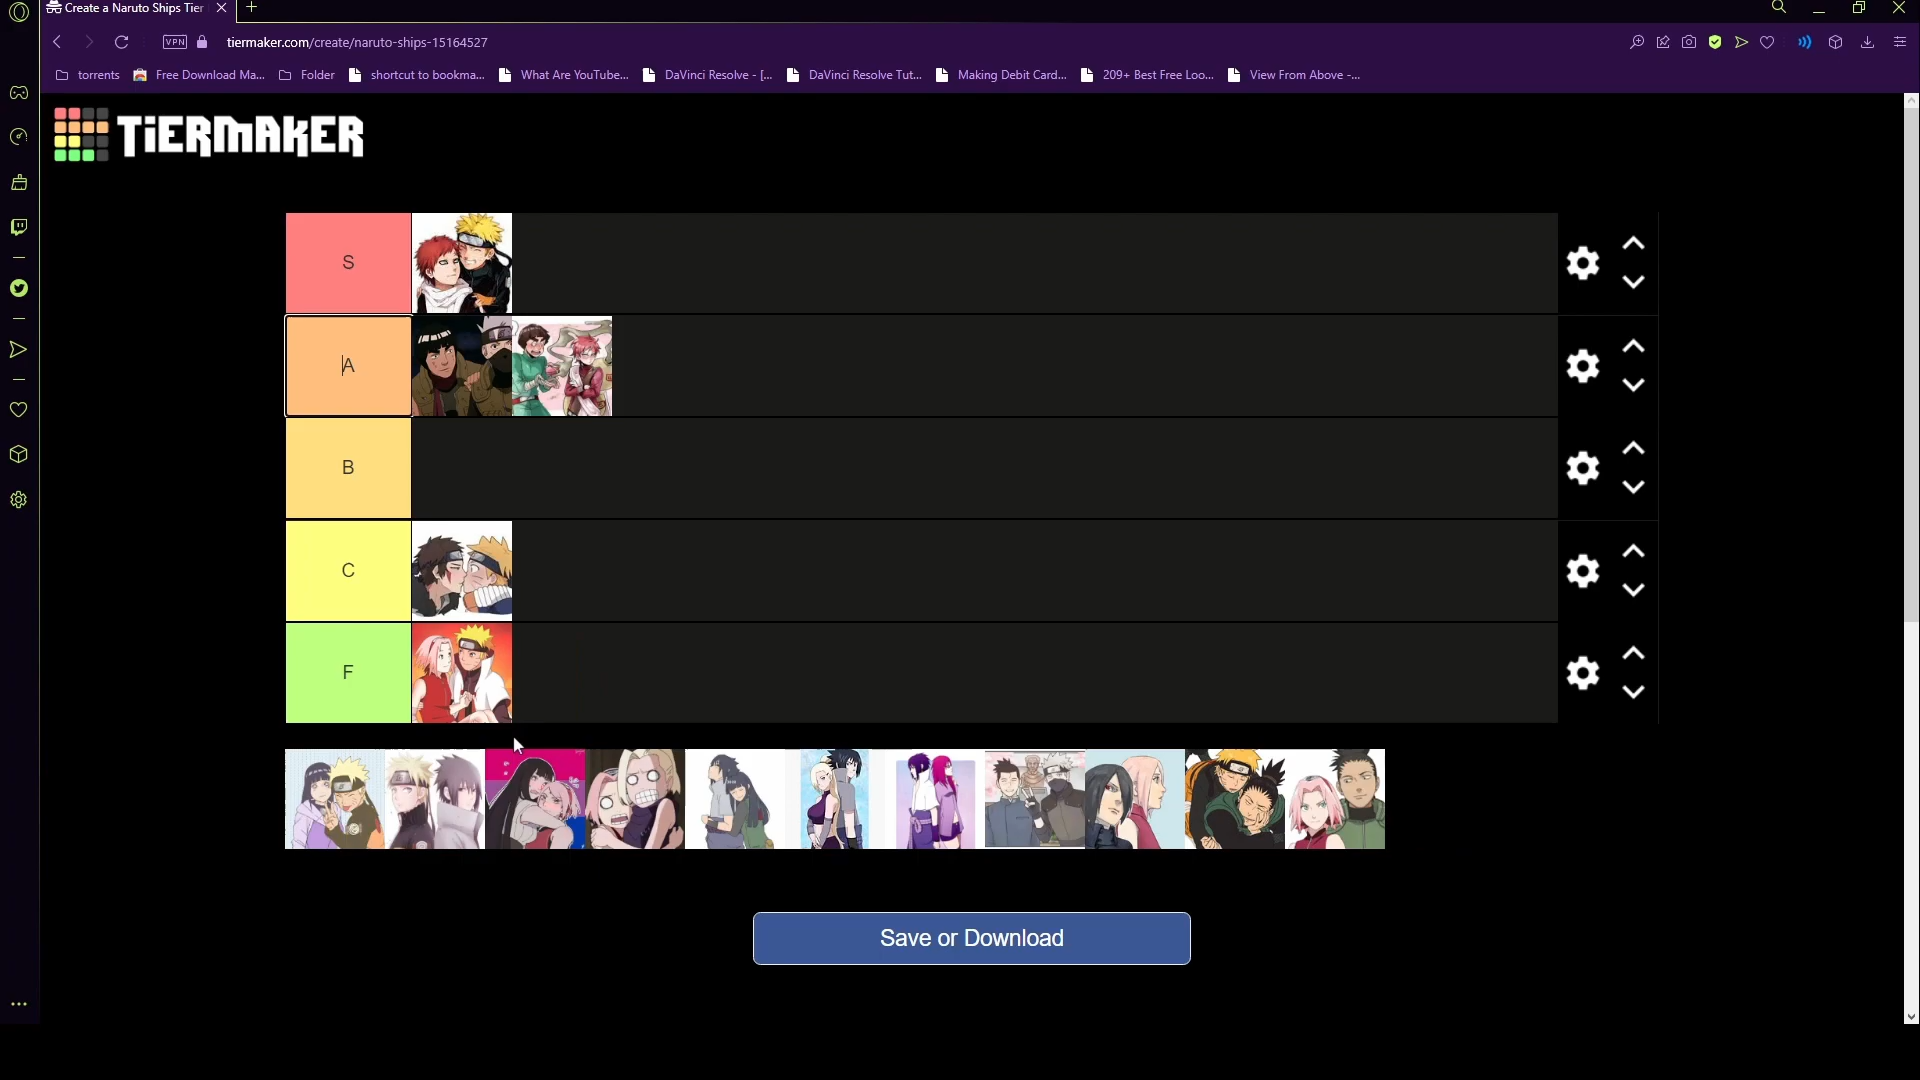 Create a Naruto Ships Tier
VPN
tiermaker.com/create/naruto-ships-15164527
torrents
Free Download Ma...
Folder
shortcut to bookma...
What Are YouTube...
DaVinci Resolve - [...
DaVinci Resolve Tut...
Making Debit Card...
209+ Best Free Loo...
View From Above -...
TiERMAKER
S
A
B
C
F
Save or Download